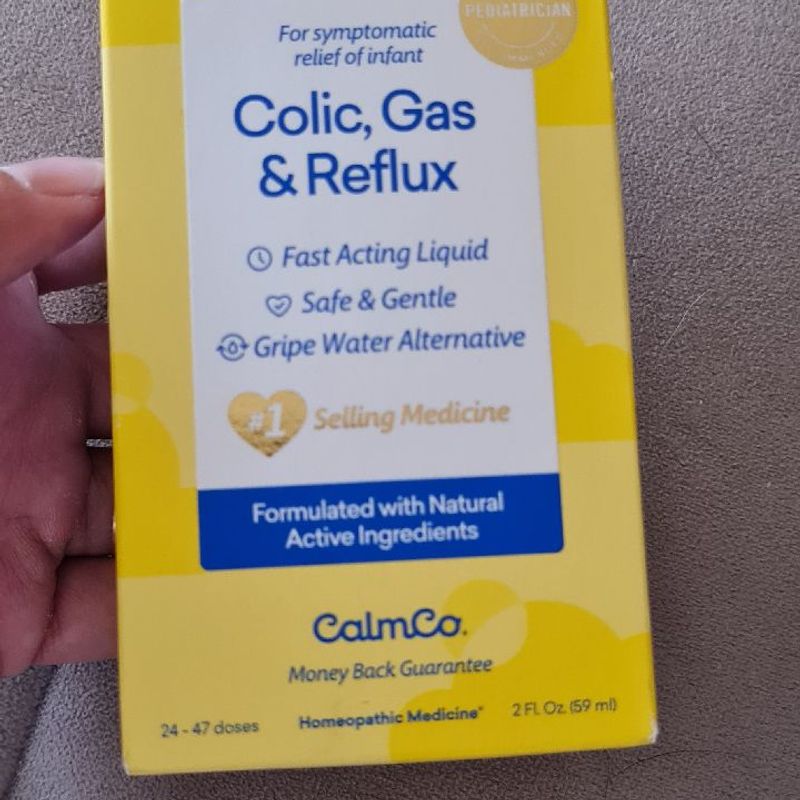 PEDIATRICIAN
For symptomatic
relief of infant
Colic, Gas
& Reflux
Fast Acting Liquid
Safe & Gentle
Gripe Water Alternative
#1 Selling Medicine
Formulated with Natural
Active Ingredients
CalmCo.
Money Back Guarantee
24 - 47 doses Homeopathic Medicine* 2 Fl. Oz. (59 ml)